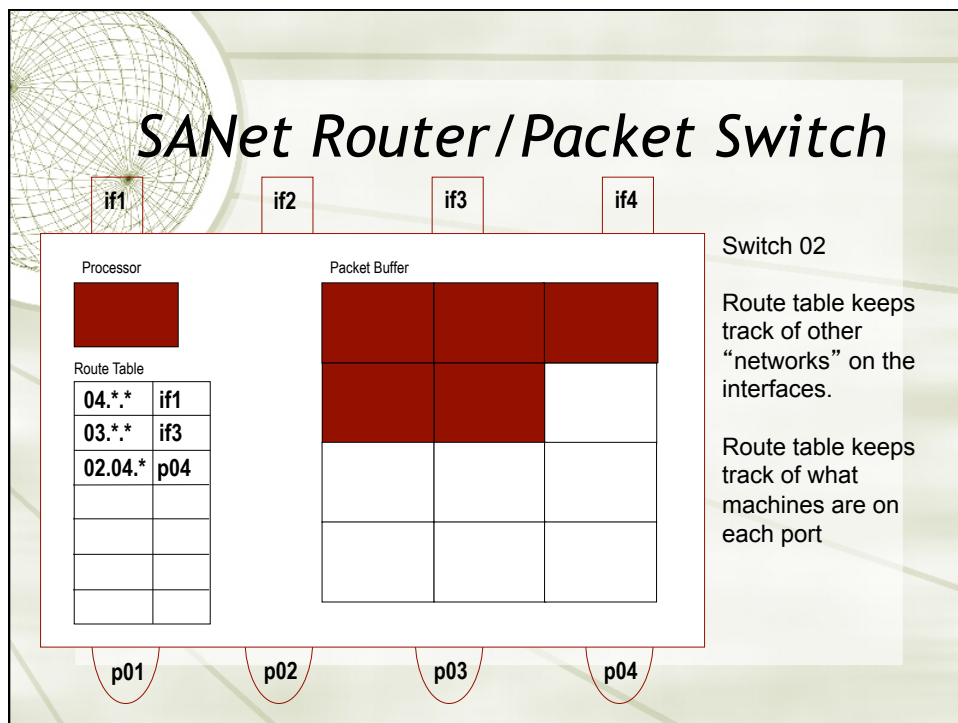 SANet Router/Packet Switch
if1
if2
if3
if4
Processor
Packet Buffer
Route Table
04.*.* if1
03.*.* if3
02.04.* p04
Switch 02
Route table keeps
track of other
“networks” on the
interfaces.
Route table keeps
track of what
machines are on
each port
p01
p02
p03
p04